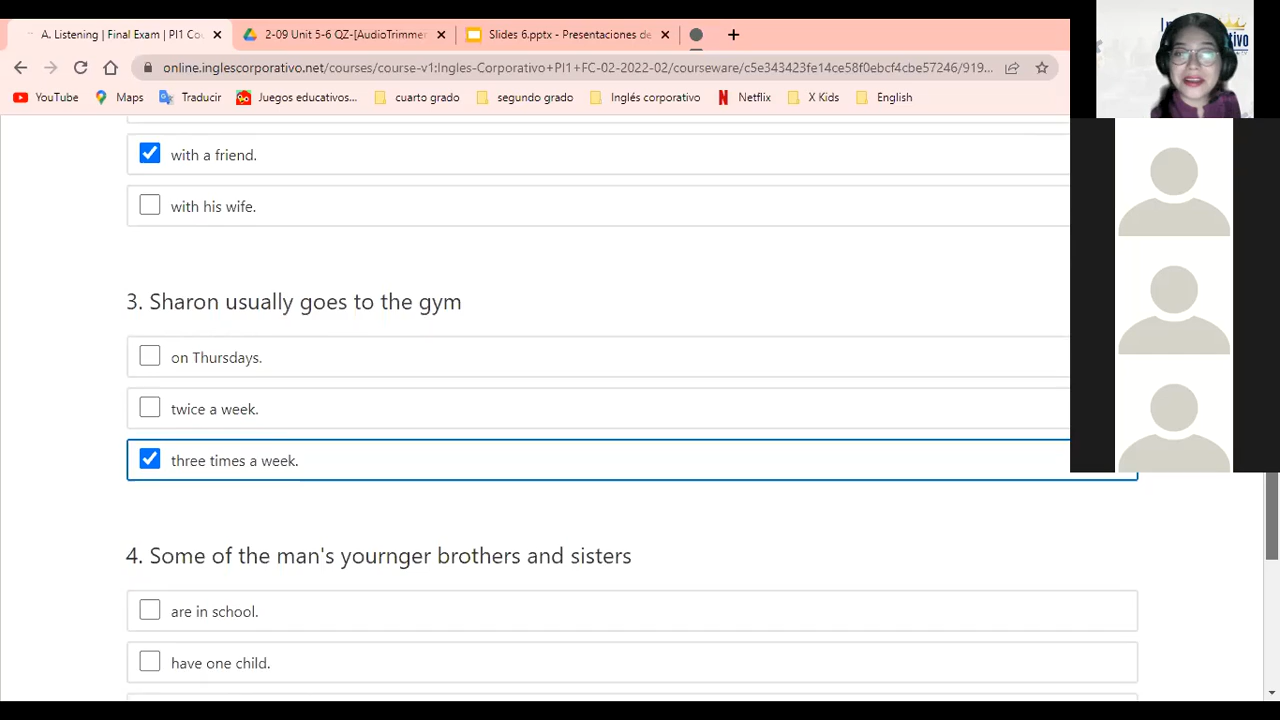 A. Listening | Final Exam | PI1 Co
2-09 Unit 5-6 QZ-[AudioTrimmer
Slides 6.pptx - Presentaciones de
online.inglescorporativo.net/courses/course-v1:Ingles-Corporativo+PI1+FC-02-2022-02/courseware/c5e343423fe14ce58f0ebcf4cbe57246/919...
YouTube Maps Traducir Juegos educativos... cuarto grado segundo grado Inglés corporativo Netflix X Kids English
with a friend.
with his wife.
3. Sharon usually goes to the gym
on Thursdays.
twice a week.
three times a week.
4. Some of the man's yournger brothers and sisters
are in school.
have one child.